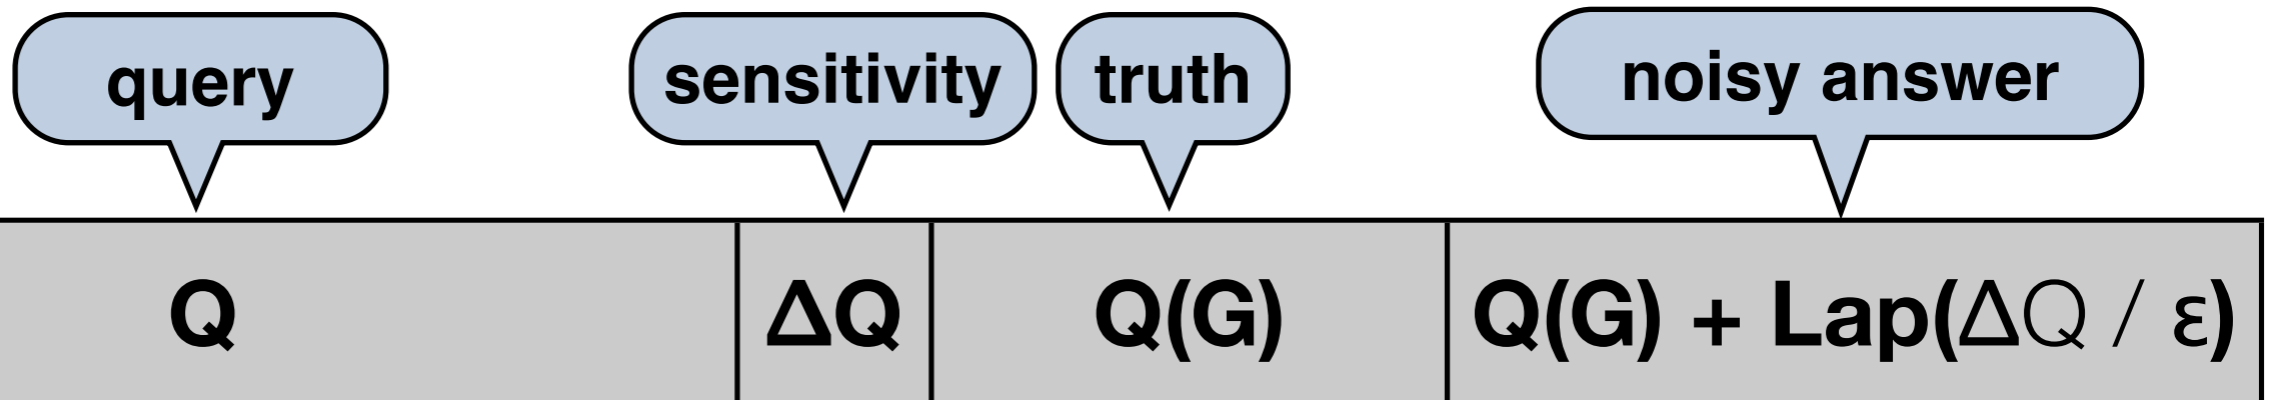 query sensitivity truth noisy answer
Q ΔQ Q(G) Q(G) + Lap(ΔQ / ε)